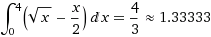 ∫₀⁴(√x − x/2) dx = 4/3 ≈ 1.33333